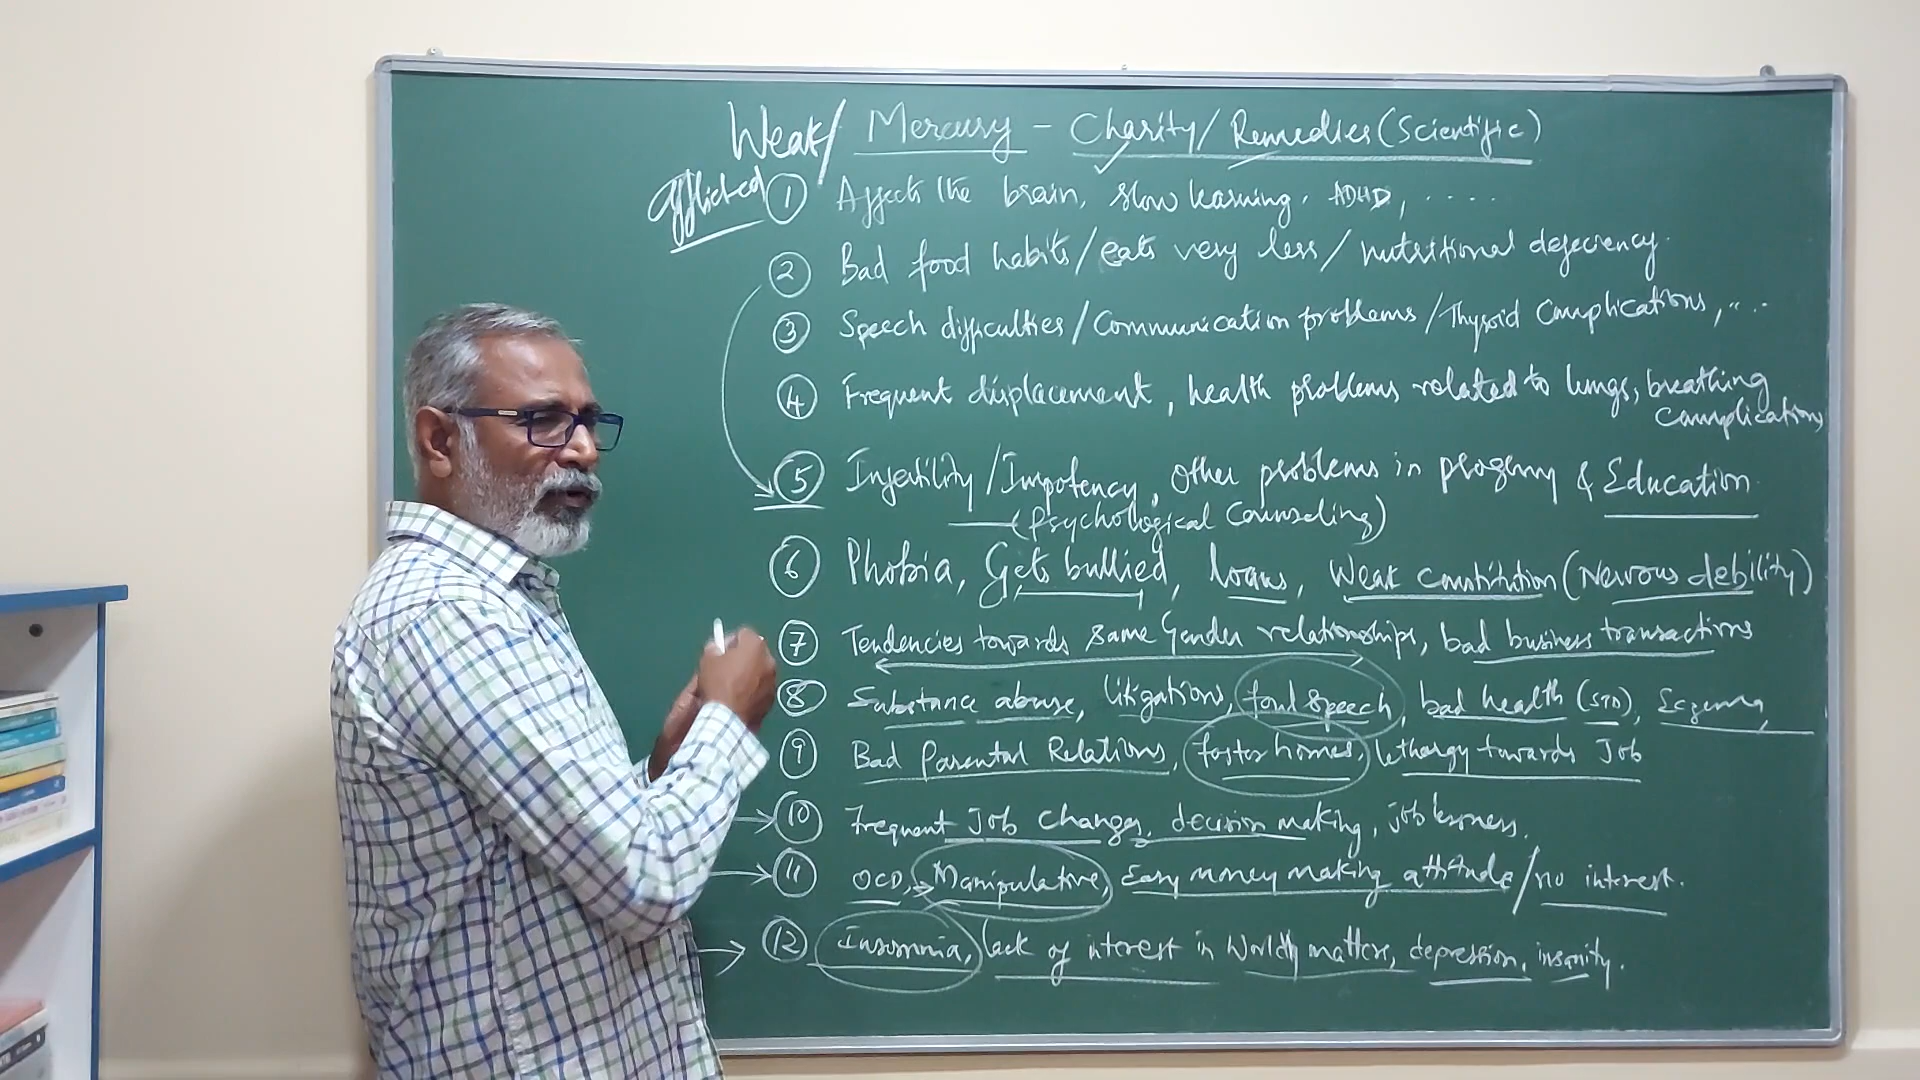 Weak/ Mercury - Charity/Remedies (Scientific)
afflicted
1 Affects the brain, slow learning, ADHD, .....
2 Bad food habits/eats very less/nutritional deficiency.
3 Speech difficulties/Communication problems/Thyroid Complications, ....
4 Frequent displacement, health problems related to lungs, breathing
complications
5 Infertility/Impotency, other problems in progeny & Education
(Psychological Counseling)
6 Phobia, Gets bullied, loans, Weak constitution (Nervous debility)
7 Tendencies towards same Gender relationships, bad business transactions
8 Substance abuse, litigations, foul speech, bad health (STD), Eczema,
9 Bad Parental Relations, foster homes, lethargy towards Job
10 Frequent Job changes, decision making, joblessness.
11 OCD, Manipulative, Easy money making attitude/no interest.
12 Insomnia, lack of interest in Worldly matters, depression, insanity.